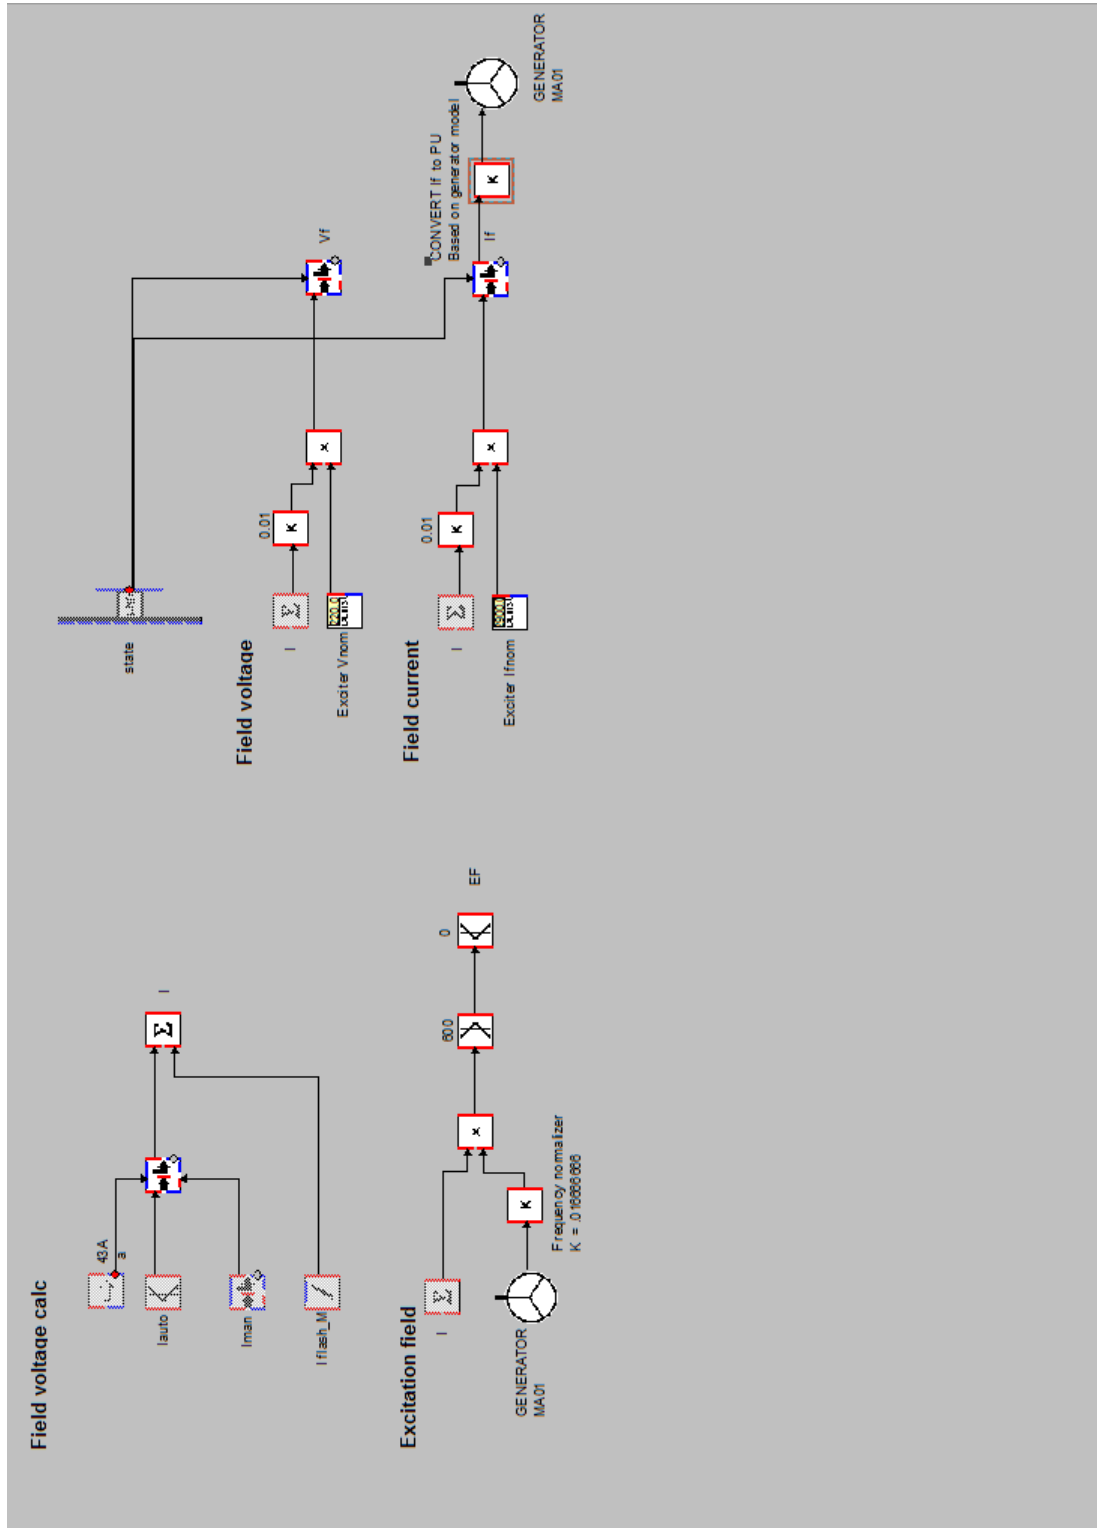 Field voltage calc
43A
a
Iauto
Iman
Iflash_M
Σ
I
Excitation field
I
Σ
GENERATOR
MA01
K
Frequency normalizer
K = .016666666
x
600
0
EF
state
Field voltage
I
Σ
0.01
K
Exciter Vnom
x
Vf
Field current
I
Σ
0.01
K
Exciter Ifnom
x
If
CONVERT If to PU
Based on generator model
K
GENERATOR
MA01